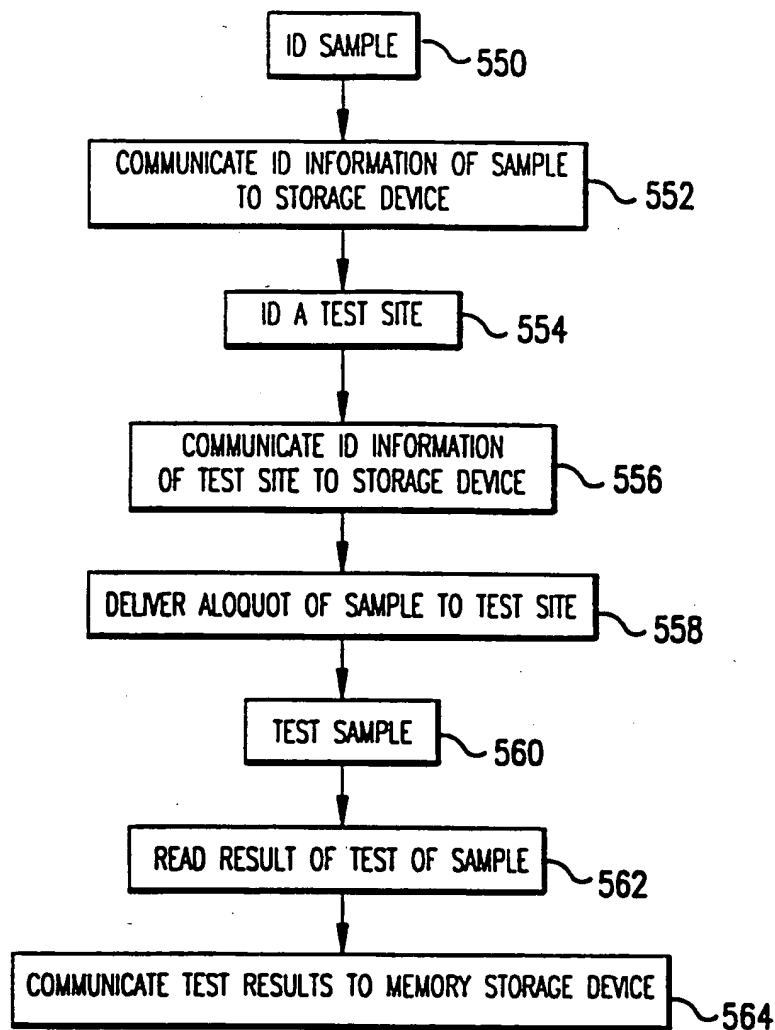 ID SAMPLE
550
COMMUNICATE ID INFORMATION OF SAMPLE
TO STORAGE DEVICE
552
ID A TEST SITE
554
COMMUNICATE ID INFORMATION
OF TEST SITE TO STORAGE DEVICE
556
DELIVER ALOQUOT OF SAMPLE TO TEST SITE
558
TEST SAMPLE
560
READ RESULT OF TEST OF SAMPLE
562
COMMUNICATE TEST RESULTS TO MEMORY STORAGE DEVICE
564